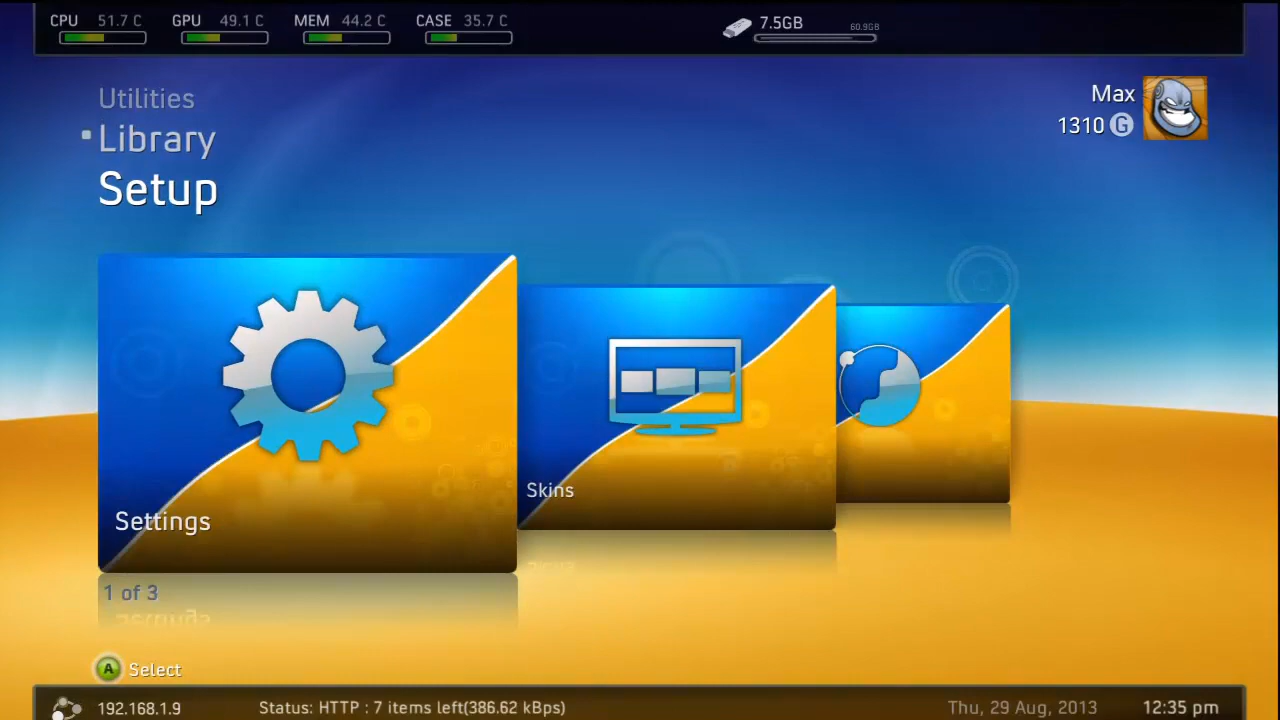 CPU 51.7 C GPU 49.1 C MEM 44.2 C CASE 35.7 C 7.5GB 60.9GB
Utilities
Library
Setup
Max
1310 G
Settings
Skins
1 of 3
A Select
192.168.1.9 Status: HTTP : 7 items left(386.62 kBps) Thu, 29 Aug, 2013 12:35 pm